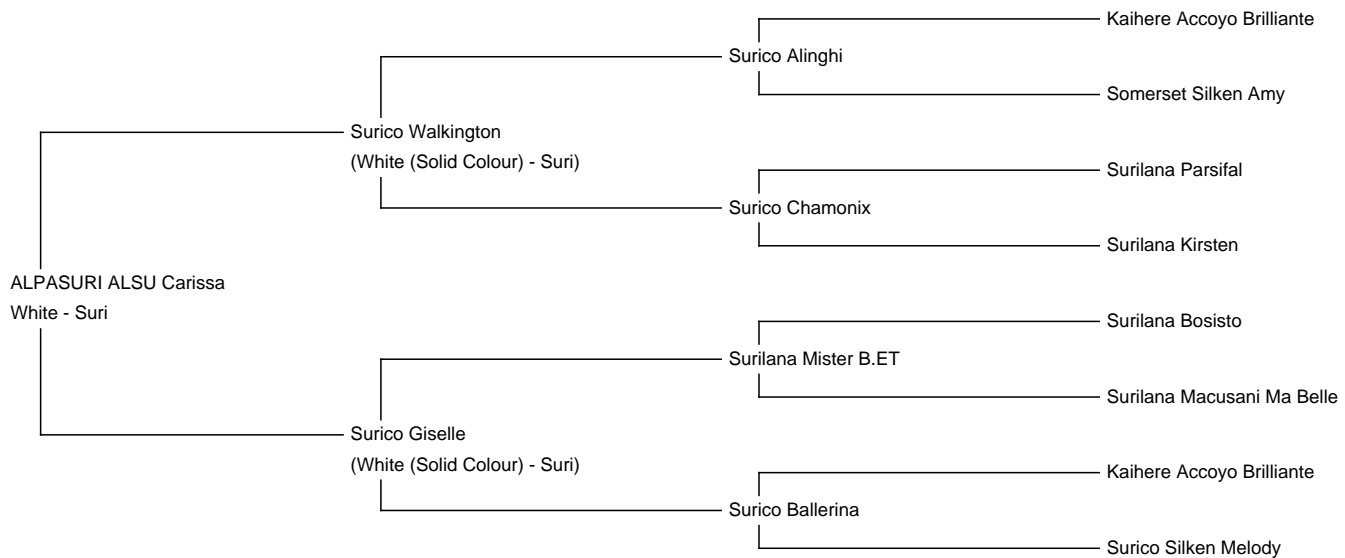 Kaihere Accoyo Brilliante
Surico Alinghi
Somerset Silken Amy
Surico Walkington
(White (Solid Colour) - Suri)
Surilana Parsifal
Surico Chamonix
Surilana Kirsten
ALPASURI ALSU Carissa
White - Suri
Surilana Bosisto
Surilana Mister B.ET
Surilana Macusani Ma Belle
Surico Giselle
(White (Solid Colour) - Suri)
Kaihere Accoyo Brilliante
Surico Ballerina
Surico Silken Melody